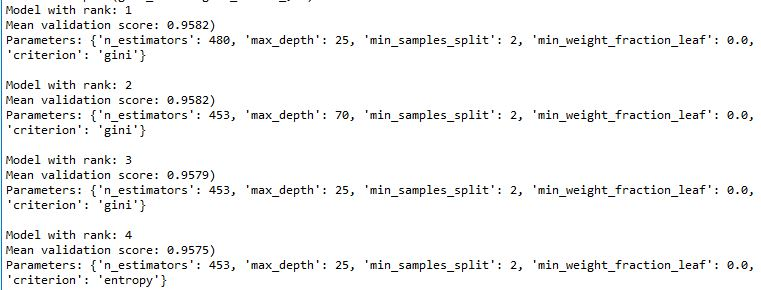 Model with rank: 1
Mean validation score: 0.9582)
Parameters: {'n_estimators': 480, 'max_depth': 25, 'min_samples_split': 2, 'min_weight_fraction_leaf': 0.0,
'criterion': 'gini'}
Model with rank: 2
Mean validation score: 0.9582)
Parameters: {'n_estimators': 453, 'max_depth': 70, 'min_samples_split': 2, 'min_weight_fraction_leaf': 0.0,
'criterion': 'gini'}
Model with rank: 3
Mean validation score: 0.9579)
Parameters: {'n_estimators': 453, 'max_depth': 25, 'min_samples_split': 2, 'min_weight_fraction_leaf': 0.0,
'criterion': 'gini'}
Model with rank: 4
Mean validation score: 0.9575)
Parameters: {'n_estimators': 453, 'max_depth': 25, 'min_samples_split': 2, 'min_weight_fraction_leaf': 0.0,
'criterion': 'entropy'}